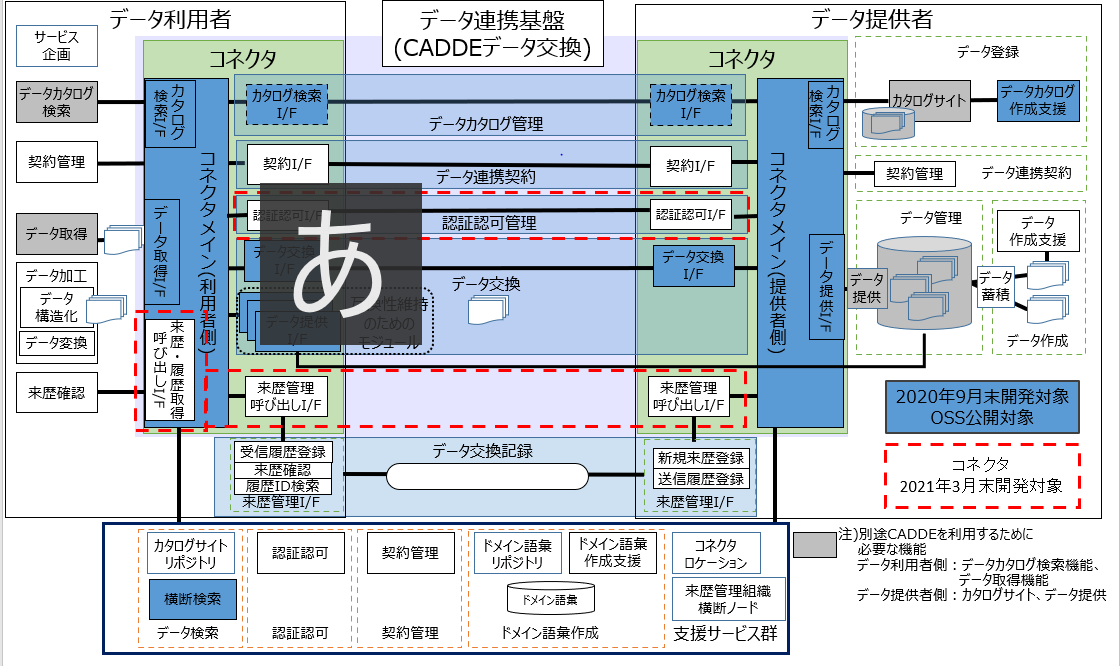 データ利用者
データ連携基盤
(CADDEデータ交換)
データ提供者
サービス
企画
データカタログ
検索
契約管理
データ取得
データ加工
データ
構造化
データ変換
来歴確認
コネクタ
カタログ
検索I/F
コネクタメイン(利用者側)
データ取得I/F
来歴・履歴取得
呼び出しI/F
カタログ検索
I/F
カタログ検索
I/F
データカタログ管理
契約I/F
契約I/F
データ連携契約
認証認可I/F
認証認可I/F
認証認可管理
あ
データ交換
I/F
データ交換
I/F
データ交換
データ提供
I/F
互換性維持
のための
モジュール
来歴管理
呼び出しI/F
来歴管理
呼び出しI/F
コネクタ
カタログ
検索I/F
コネクタメイン(提供者側)
データ提供I/F
データ登録
カタログサイト
データカタログ
作成支援
契約管理
データ連携契約
データ管理
データ
提供
データ
蓄積
データ
作成支援
データ作成
2020年9月末開発対象
OSS公開対象
コネクタ
2021年3月末開発対象
受信履歴登録
来歴確認
履歴ID検索
来歴管理I/F
データ交換記録
新規来歴登録
送信履歴登録
来歴管理I/F
カタログサイト
リポジトリ
横断検索
データ検索
認証認可
認証認可
契約管理
契約管理
ドメイン語彙
リポジトリ
ドメイン語彙
作成支援
ドメイン語彙
ドメイン語彙作成
コネクタ
ロケーション
来歴管理組織
横断ノード
支援サービス群
注)別途CADDEを利用するために
必要な機能
データ利用者側：データカタログ検索機能、
データ取得機能
データ提供者側：カタログサイト、データ提供